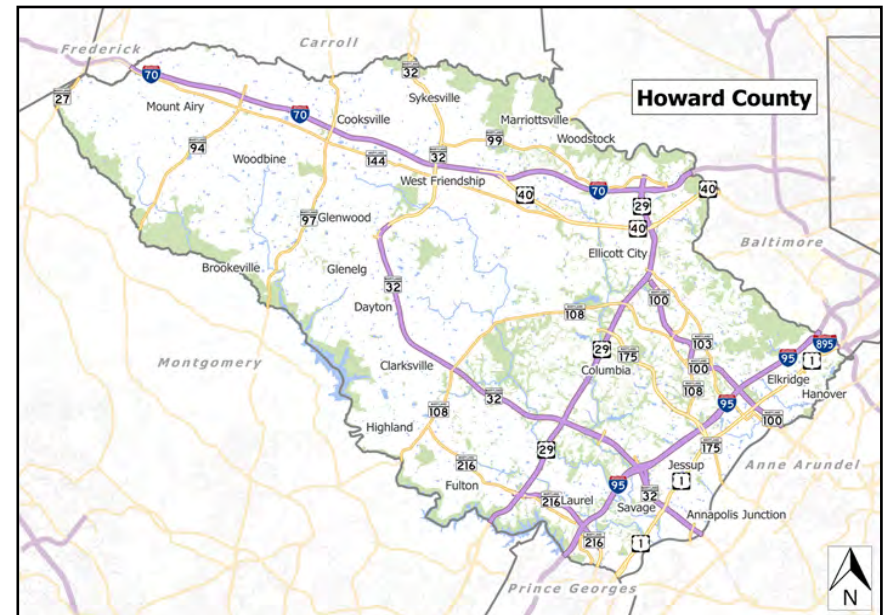 Frederick
Carroll
70
32
27
Howard County
Mount Airy
70
Cooksville
Sykesville
Marriottsville
Woodstock
94
Woodbine
144
32
99
West Friendship
40
70
29
40
40
97
Glenwood
Ellicott City
Baltimore
Brookeville
Glenelg
32
Dayton
100
108
103
895
Montgomery
Clarksville
29
175
Columbia
100
95
1
Elkridge
Hanover
108
32
108
95
100
Highland
29
175
216
Fulton
Jessup
Anne Arundel
95
1
32
216
Laurel
Savage
Annapolis Junction
216
1
Prince Georges
N